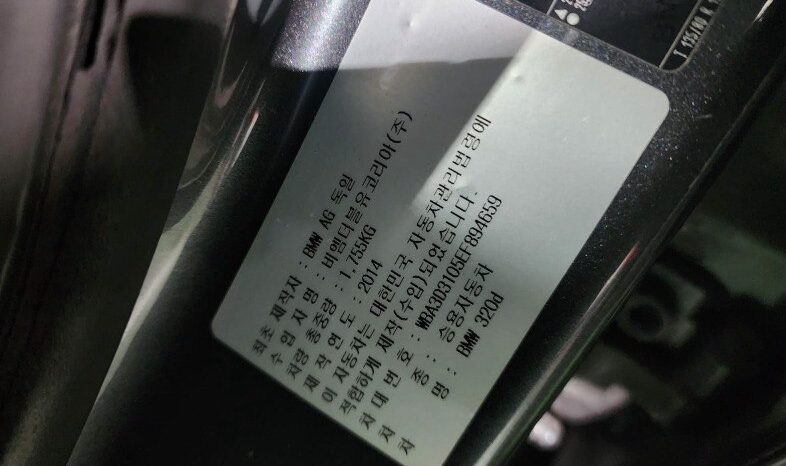 최초 제작자 : BMW AG 독일
수 입 사 명 : 비엠더블유코리아(주)
차량 총중량 : 1,755KG
제 작 연 도 : 2014
이 자동차는 대한민국 자동차관리법령에
적합하게 제작(수입)되었습니다.
차 대 번 호 : WBA3D3105EF894659
차 종 : 승용자동차
차 명 : BMW 320d